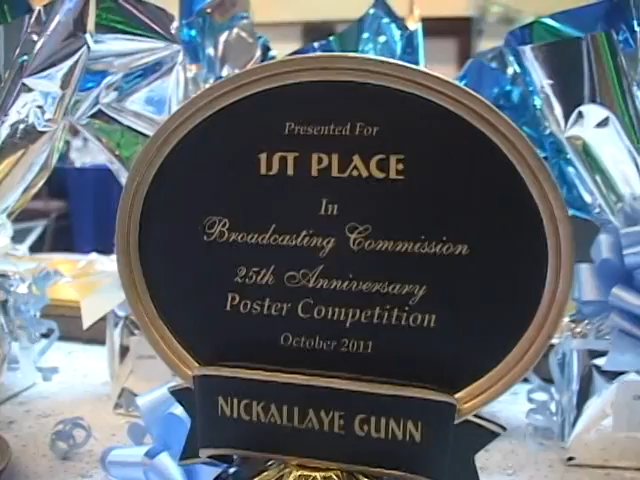 Presented For
1ST PLACE
In
Broadcasting Commission
25th Anniversary
Poster Competition
October 2011
NICKALLAYE GUNN